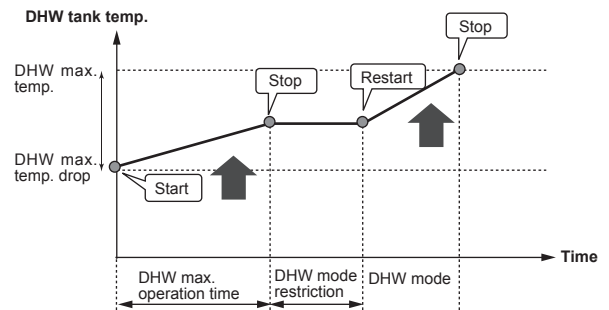 DHW tank temp.
Stop
DHW max.
temp.
Stop
Restart
DHW max.
temp. drop
Start
Time
DHW max.
operation time
DHW mode
restriction
DHW mode